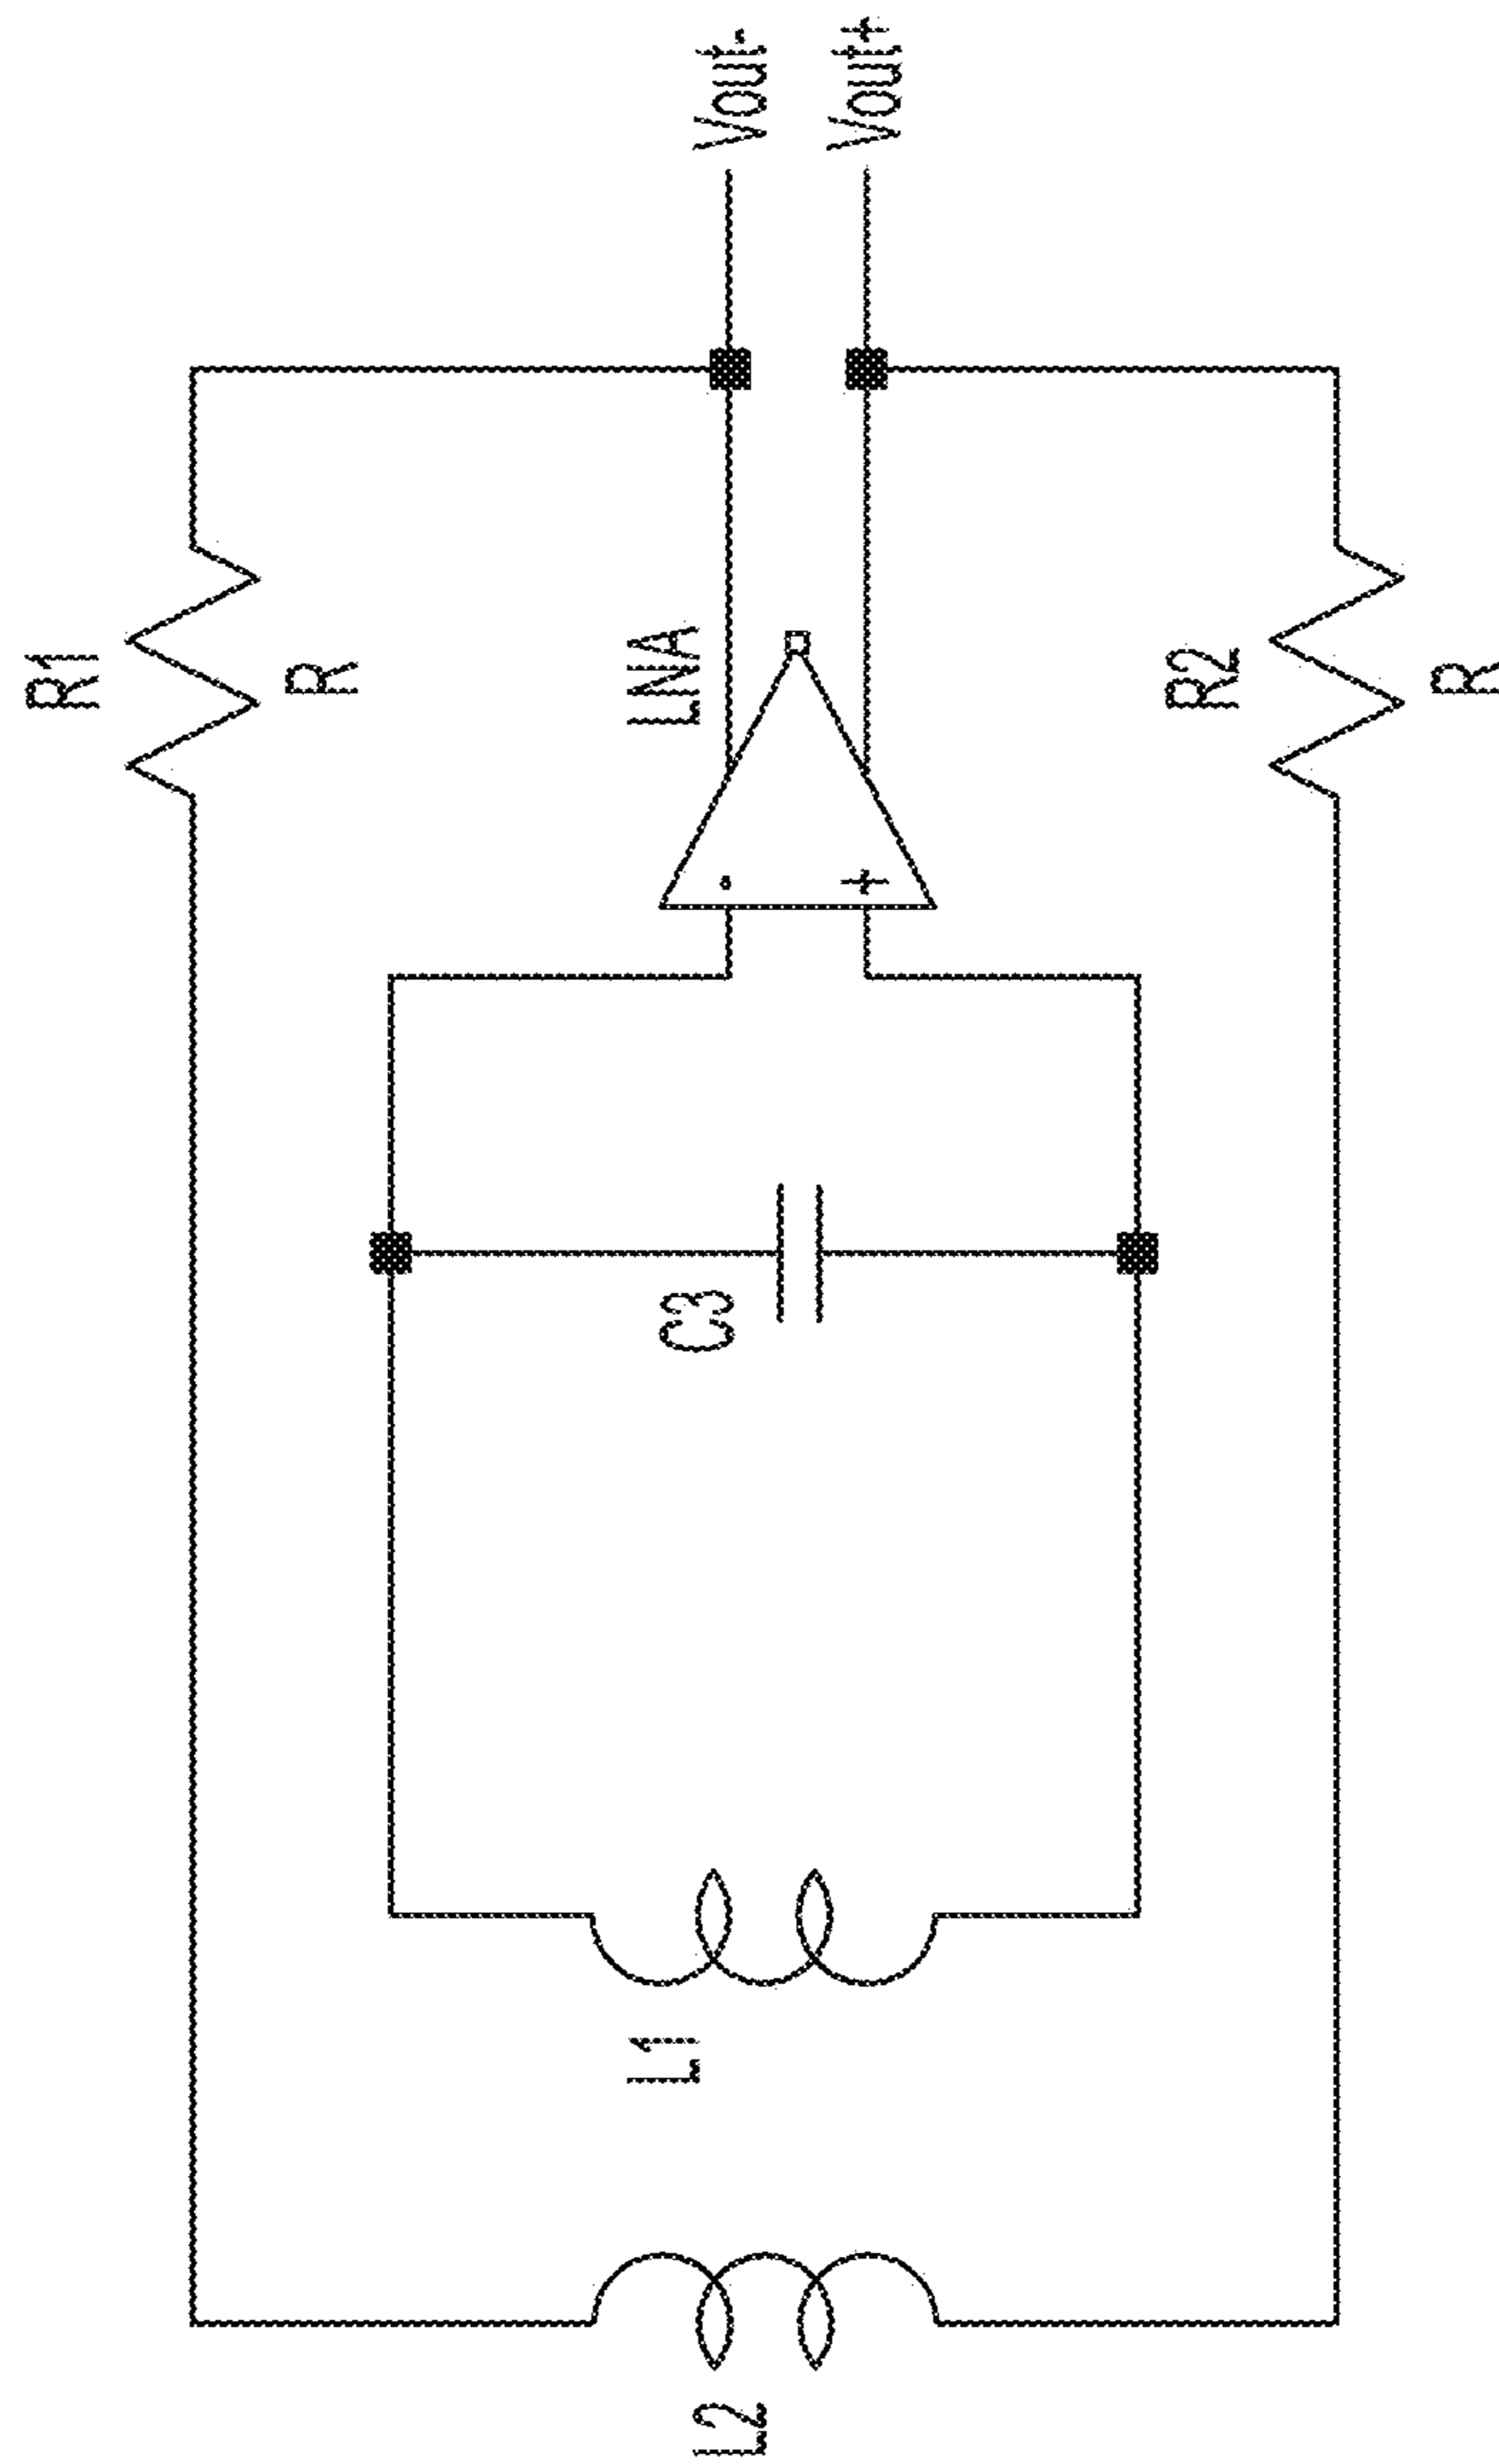 R1
R
Vout-
Vout+
LNA
-
+
C3
L1
L2
R2
R